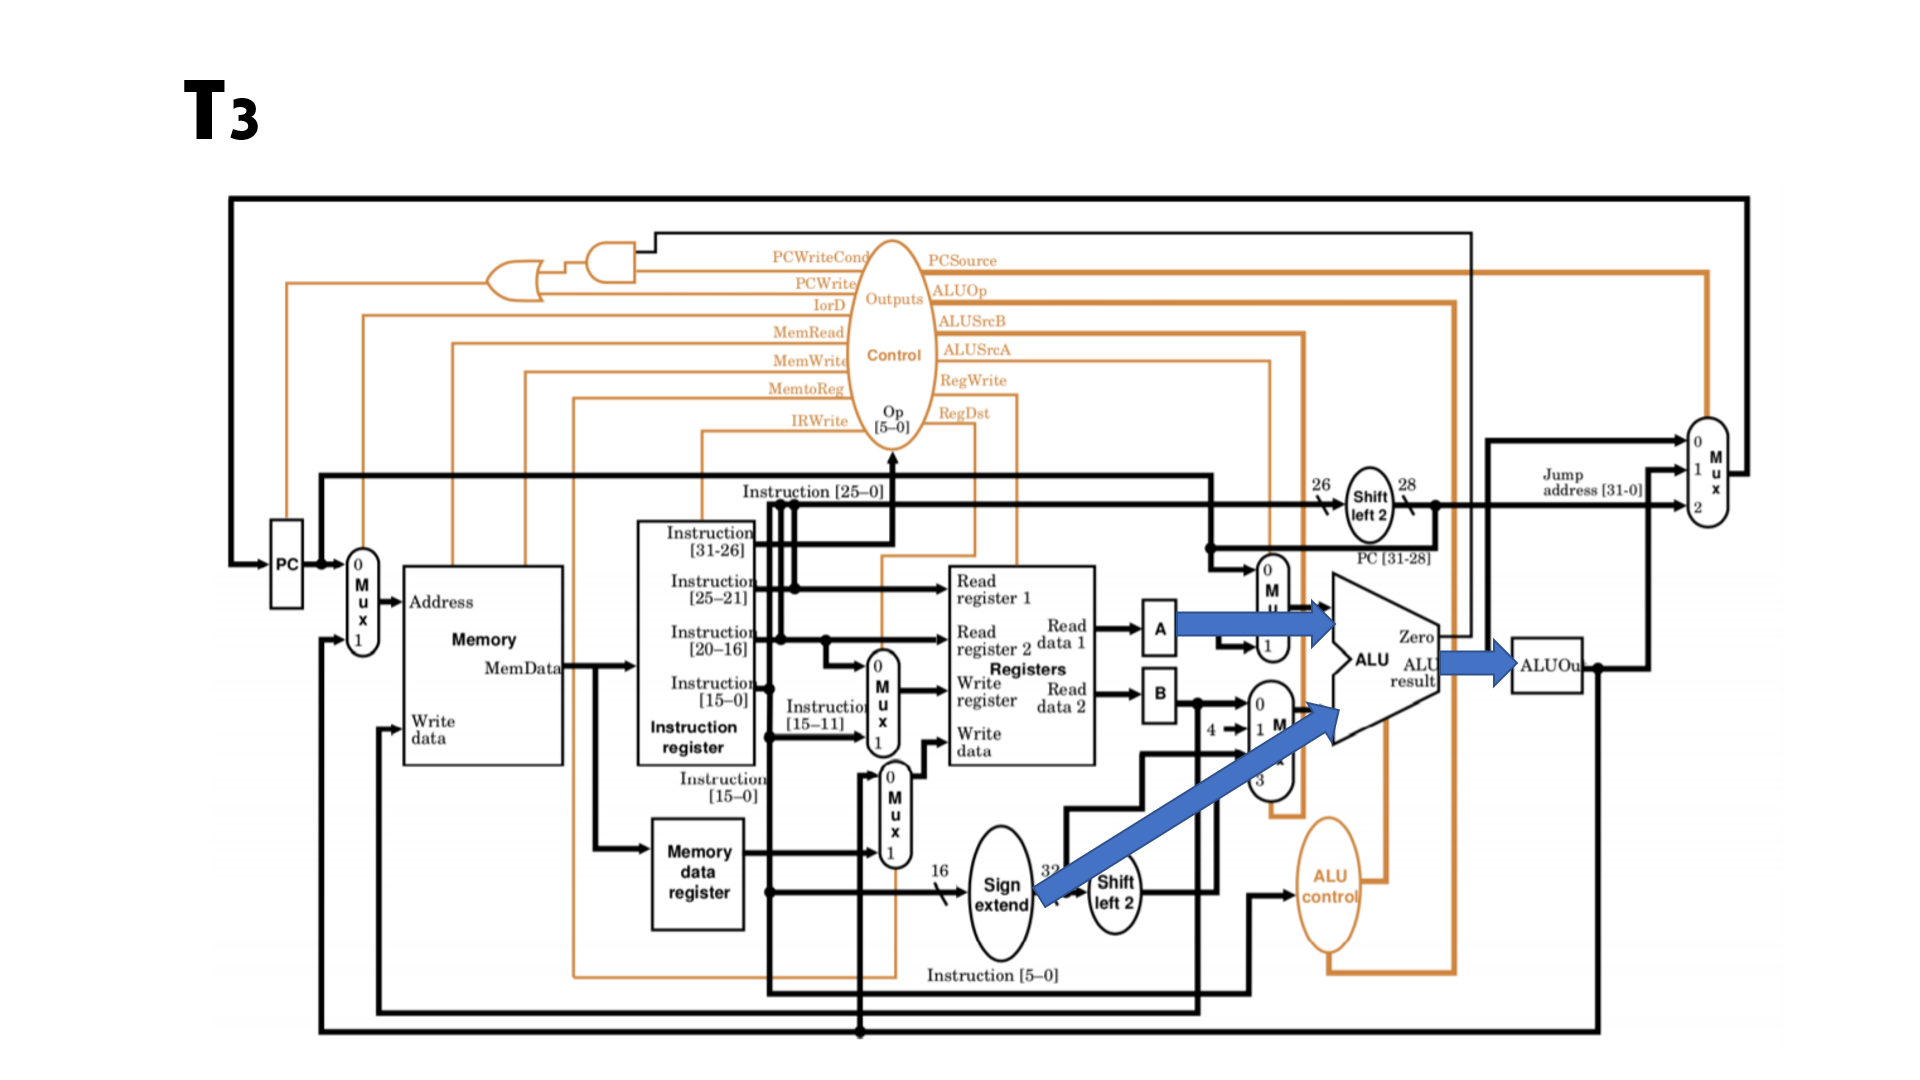 T3
PCWriteCond
PCWrite
IorD
MemRead
MemWrite
MemtoReg
IRWrite
Outputs
Control
Op
[5–0]
PCSource
ALUOp
ALUSrcB
ALUSrcA
RegWrite
RegDst
Instruction [25–0]
26
Shift
left 2
28
Jump
address [31-0]
PC [31-28]
0
1
2
M
u
x
PC
0
M
u
x
1
Address
Memory
MemData
Write
data
Instruction
[31-26]
Instruction
[25–21]
Instruction
[20–16]
Instruction
[15–0]
Instruction
register
Instruction
[15–0]
Memory
data
register
Instruction
[15–11]
0
M
u
x
1
0
M
u
x
1
Read
register 1
Read
register 2
Registers
Write
register
Write
data
Read
data 1
Read
data 2
A
B
4
0
M
u
1
0
1
M
x
3
Zero
ALU
ALU
result
ALUOu
16
Sign
extend
32
Shift
left 2
ALU
control
Instruction [5–0]